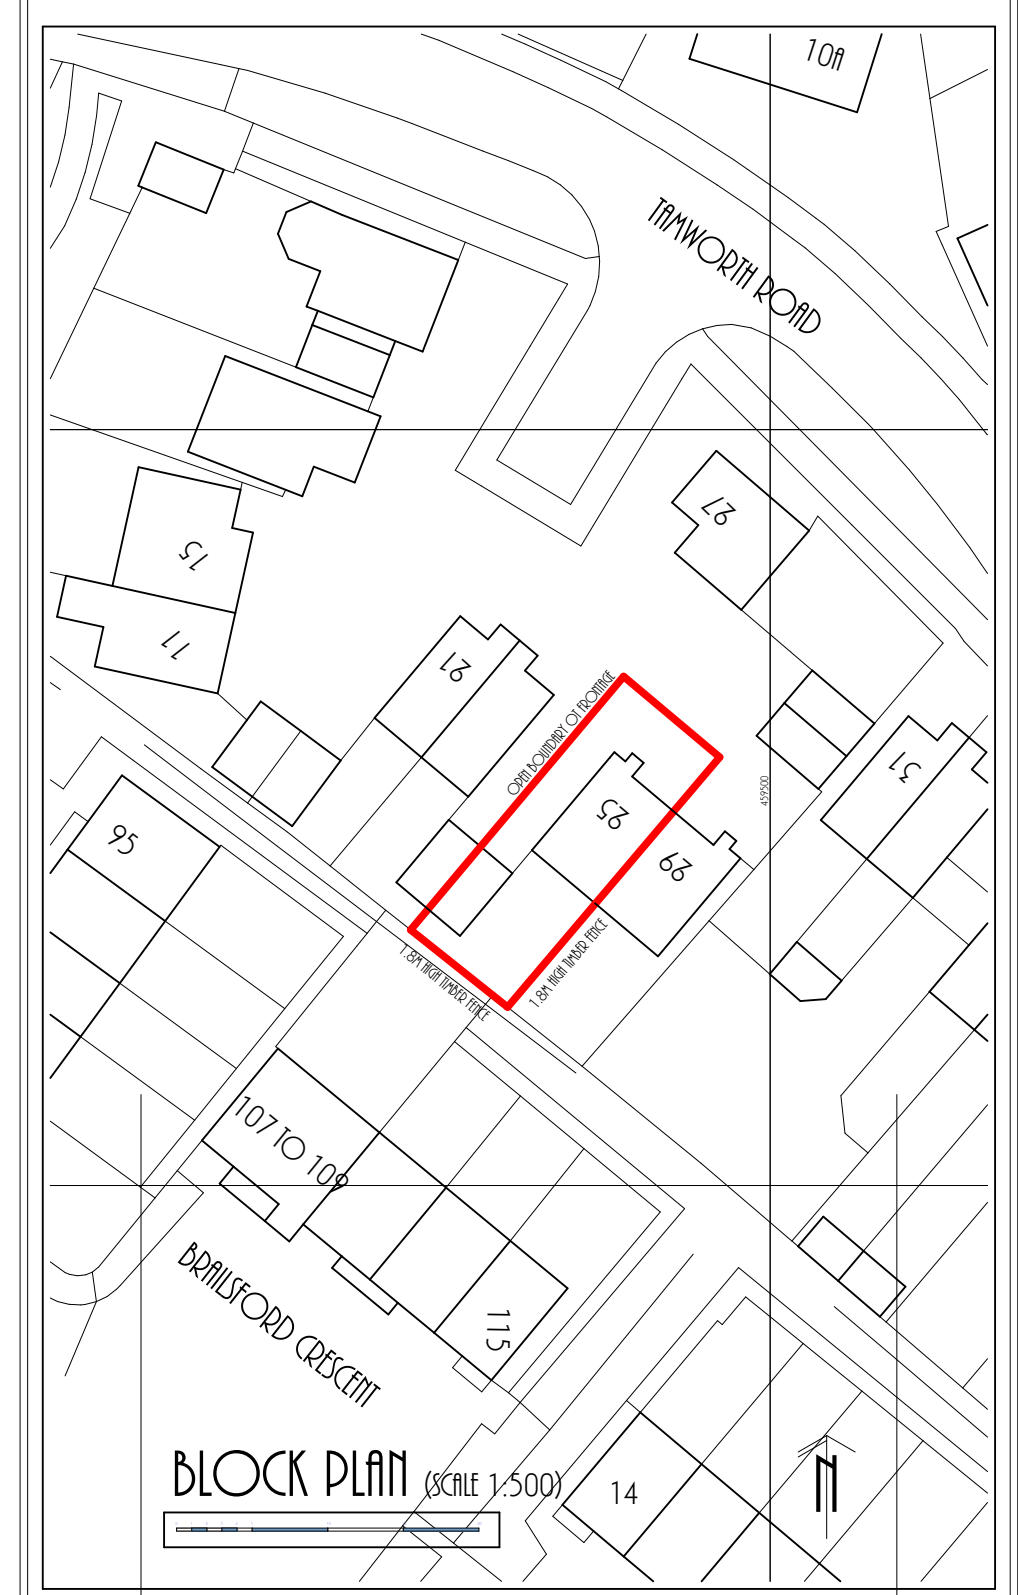 10A
TAMWORTH ROAD
27
15
11
21
OPEN BOUNDARY OT FRONTAGE
31
459500
25
95
29
1.8M HIGH TIMBER FENCE
1.8M HIGH TIMBER FENCE
107 TO 109
BRAILSFORD CRESCENT
115
BLOCK PLAN (SCALE 1:500)
14
N